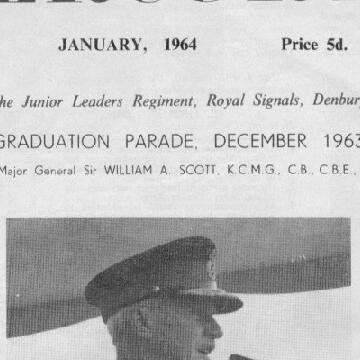 JANUARY, 1964 Price 5d.
he Junior Leaders Regiment, Royal Signals, Denbur
GRADUATION PARADE, DECEMBER 1963
Major General Sir WILLIAM A. SCOTT, K.C.M.G., C.B., C.B.E.,